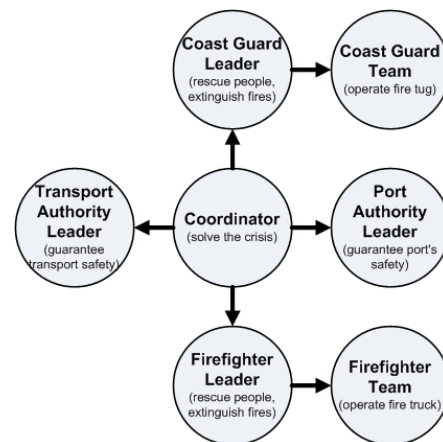 Coast Guard
Leader
(rescue people,
extinguish fires)
Coast Guard
Team
(operate fire tug)
Transport
Authority
Leader
(guarantee
transport safety)
Coordinator
(solve the crisis)
Port
Authority
Leader
(guarantee port's
safety)
Firefighter
Leader
(rescue people,
extinguish fires)
Firefighter
Team
(operate fire truck)